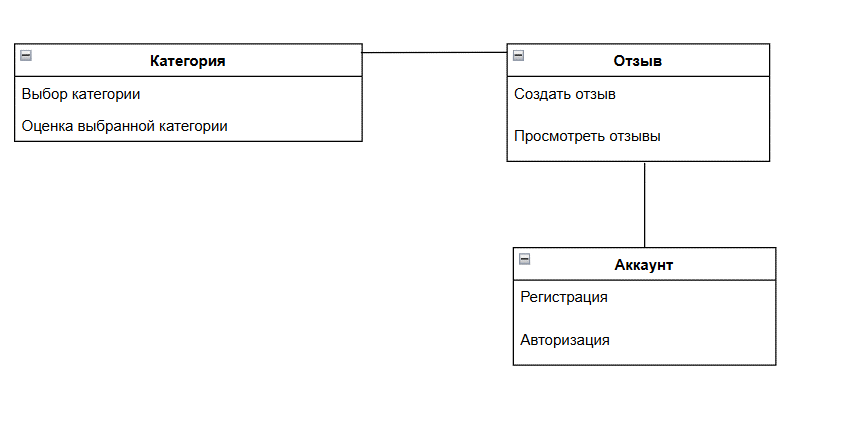 Категория
Выбор категории
Оценка выбранной категории
Отзыв
Создать отзыв
Просмотреть отзывы
Аккаунт
Регистрация
Авторизация